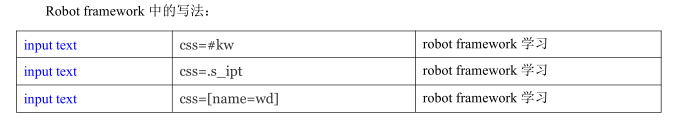 Robot framework 中的写法：
input text css=#kw robot framework 学习
input text css=.s_ipt robot framework 学习
input text css=[name=wd] robot framework 学习